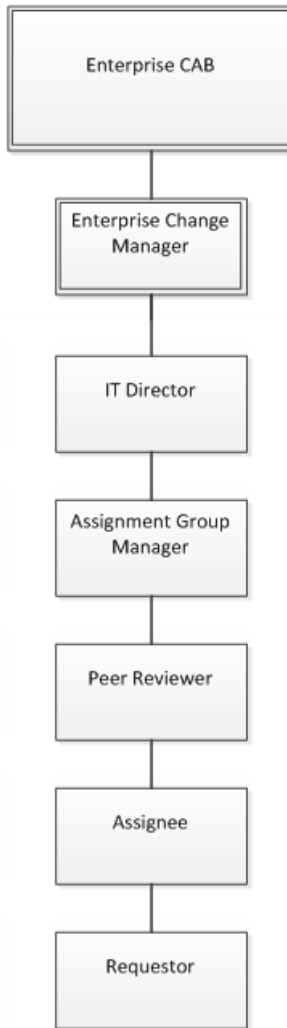 Enterprise CAB
Enterprise Change
Manager
IT Director
Assignment Group
Manager
Peer Reviewer
Assignee
Requestor